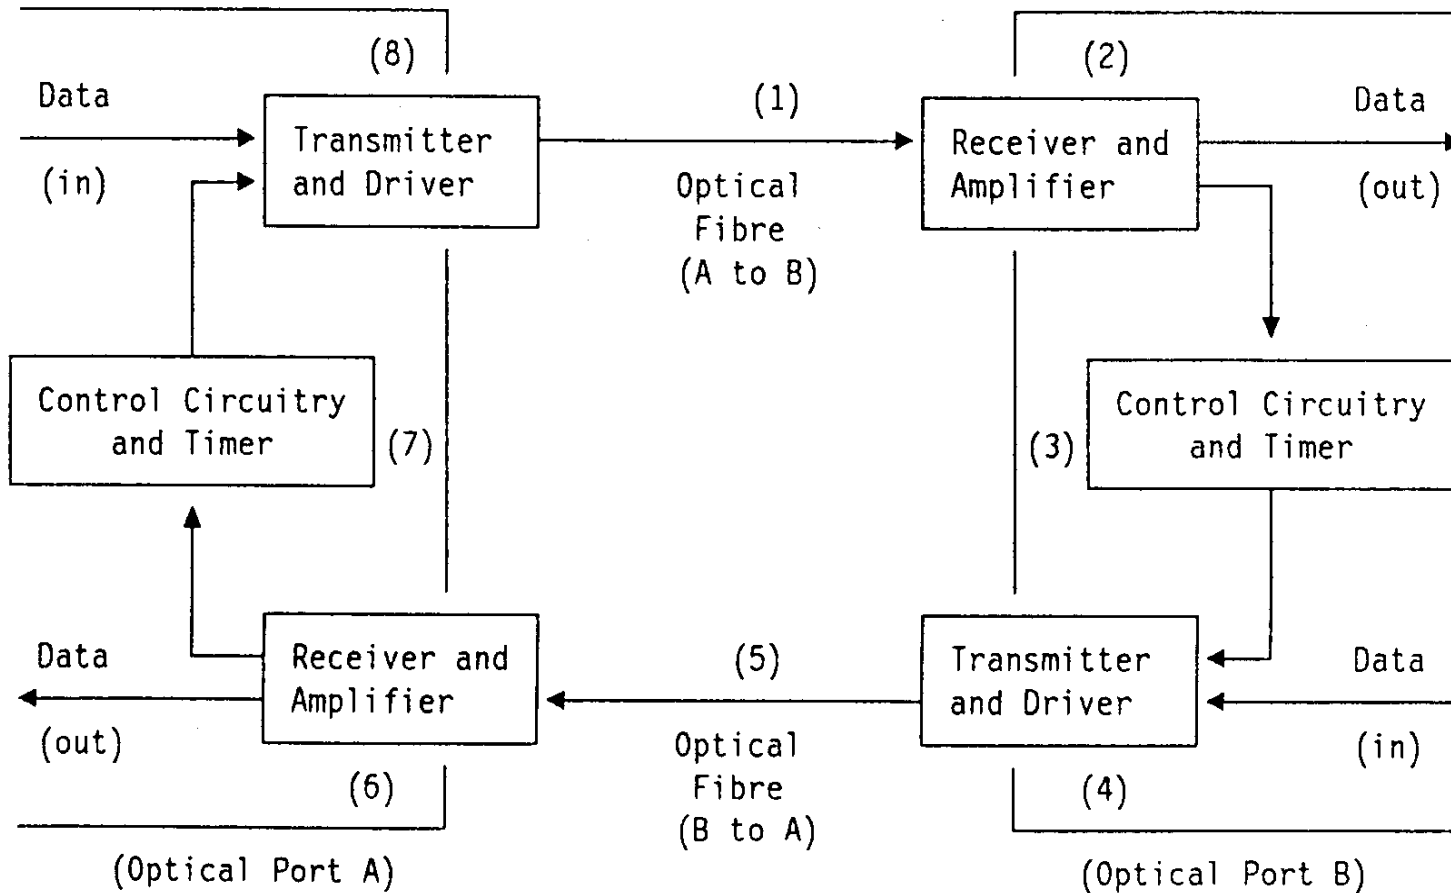 (8)
(2)
Data
(1)
Data
Transmitter
and Driver
Receiver and
Amplifier
(in)
Optical
Fibre
(A to B)
(out)
Control Circuitry
and Timer
(7)
(3)
Control Circuitry
and Timer
Data
Receiver and
Amplifier
(5)
Transmitter
and Driver
Data
(out)
Optical
Fibre
(B to A)
(in)
(6)
(4)
(Optical Port A)
(Optical Port B)